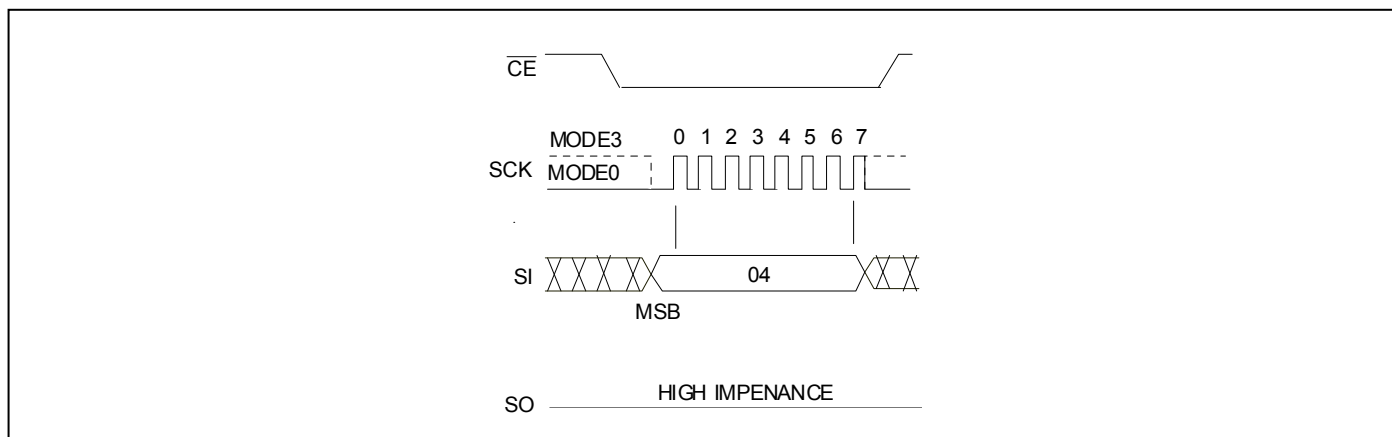 CE
MODE3 0 1 2 3 4 5 6 7
SCK MODE0
SI 04
MSB
SO HIGH IMPENANCE